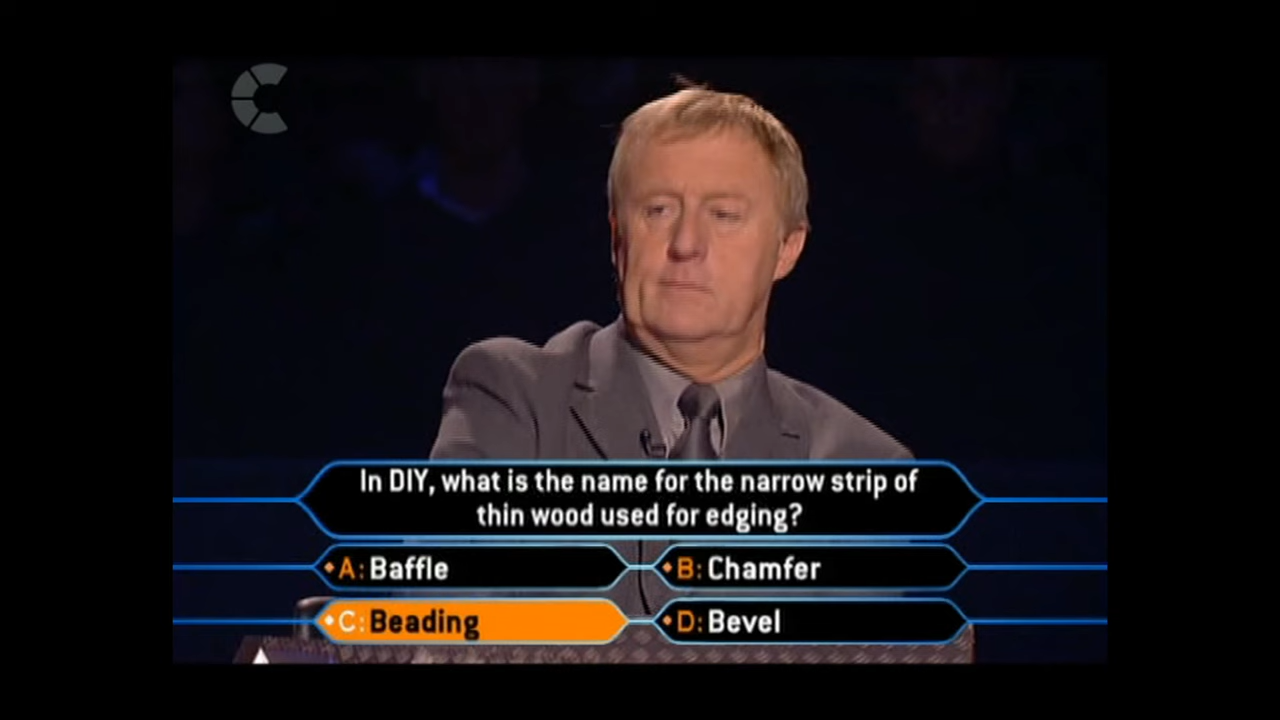 In DIY, what is the name for the narrow strip of
thin wood used for edging?
A: Baffle
B: Chamfer
C: Beading
D: Bevel